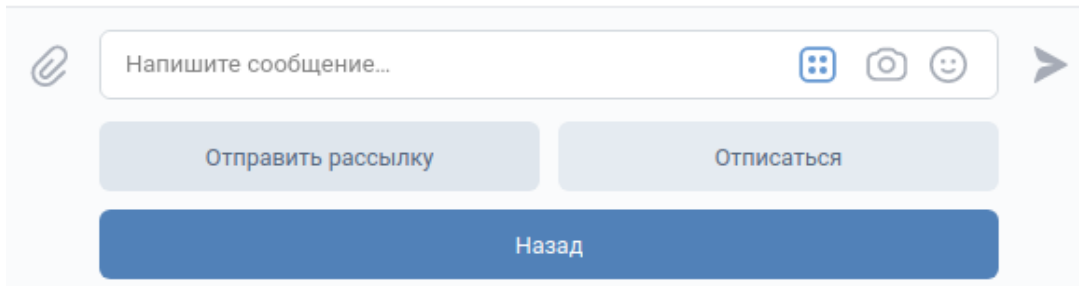 Напишите сообщение...
Отправить рассылку
Отписаться
Назад